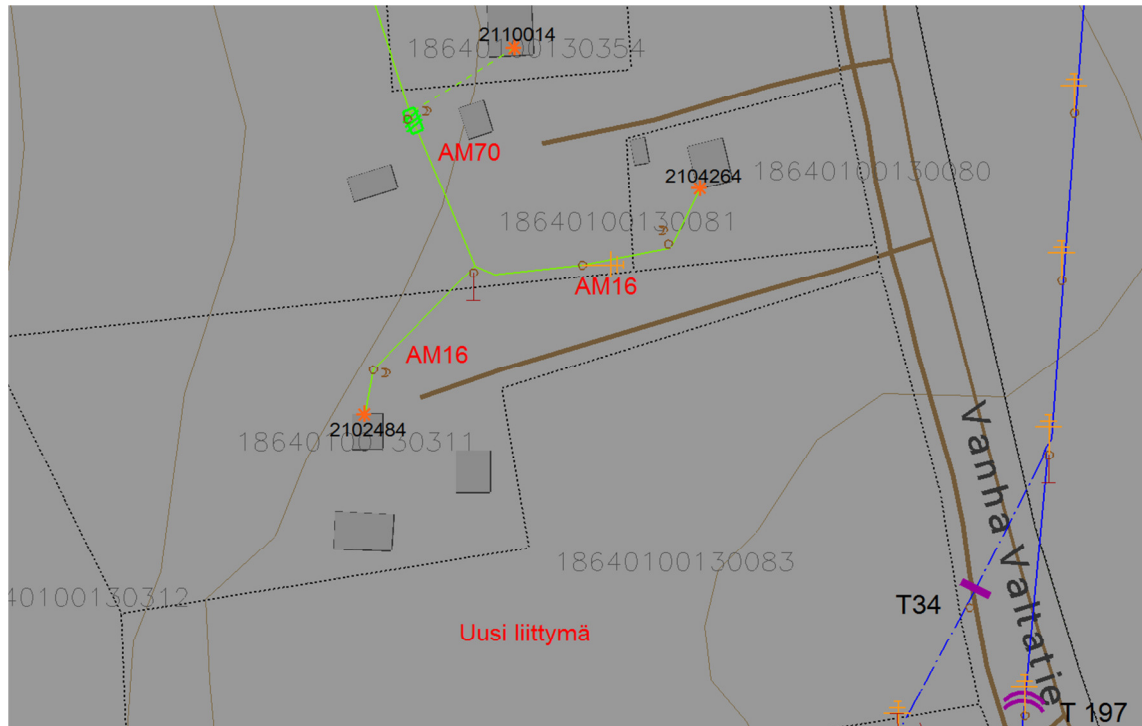 2110014
18640100130354
AM70
2104264
18640100130080
18640100130081
AM16
AM16
2102484
18640100130311
Vanha Valtatie
18640100130083
40100130312
T34
Uusi liittymä
T 197